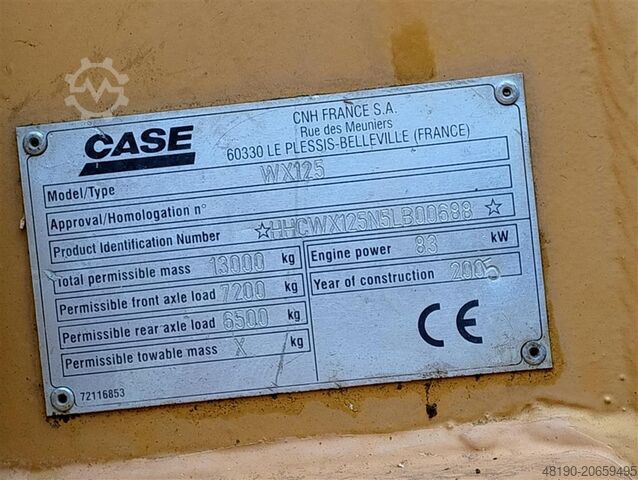 CASE
CNH FRANCE S.A.
Rue des Meuniers
60330 LE PLESSIS-BELLEVILLE (FRANCE)
Model/Type WX125
Approval/Homologation n°
Product Identification Number ☆HHCWX125N5LB00688☆
Total permissible mass 13000 kg
Permissible front axle load 7200 kg
Permissible rear axle load 6500 kg
Permissible towable mass X kg
Engine power 83 kW
Year of construction 2005
CE
72116853
48190-20659495